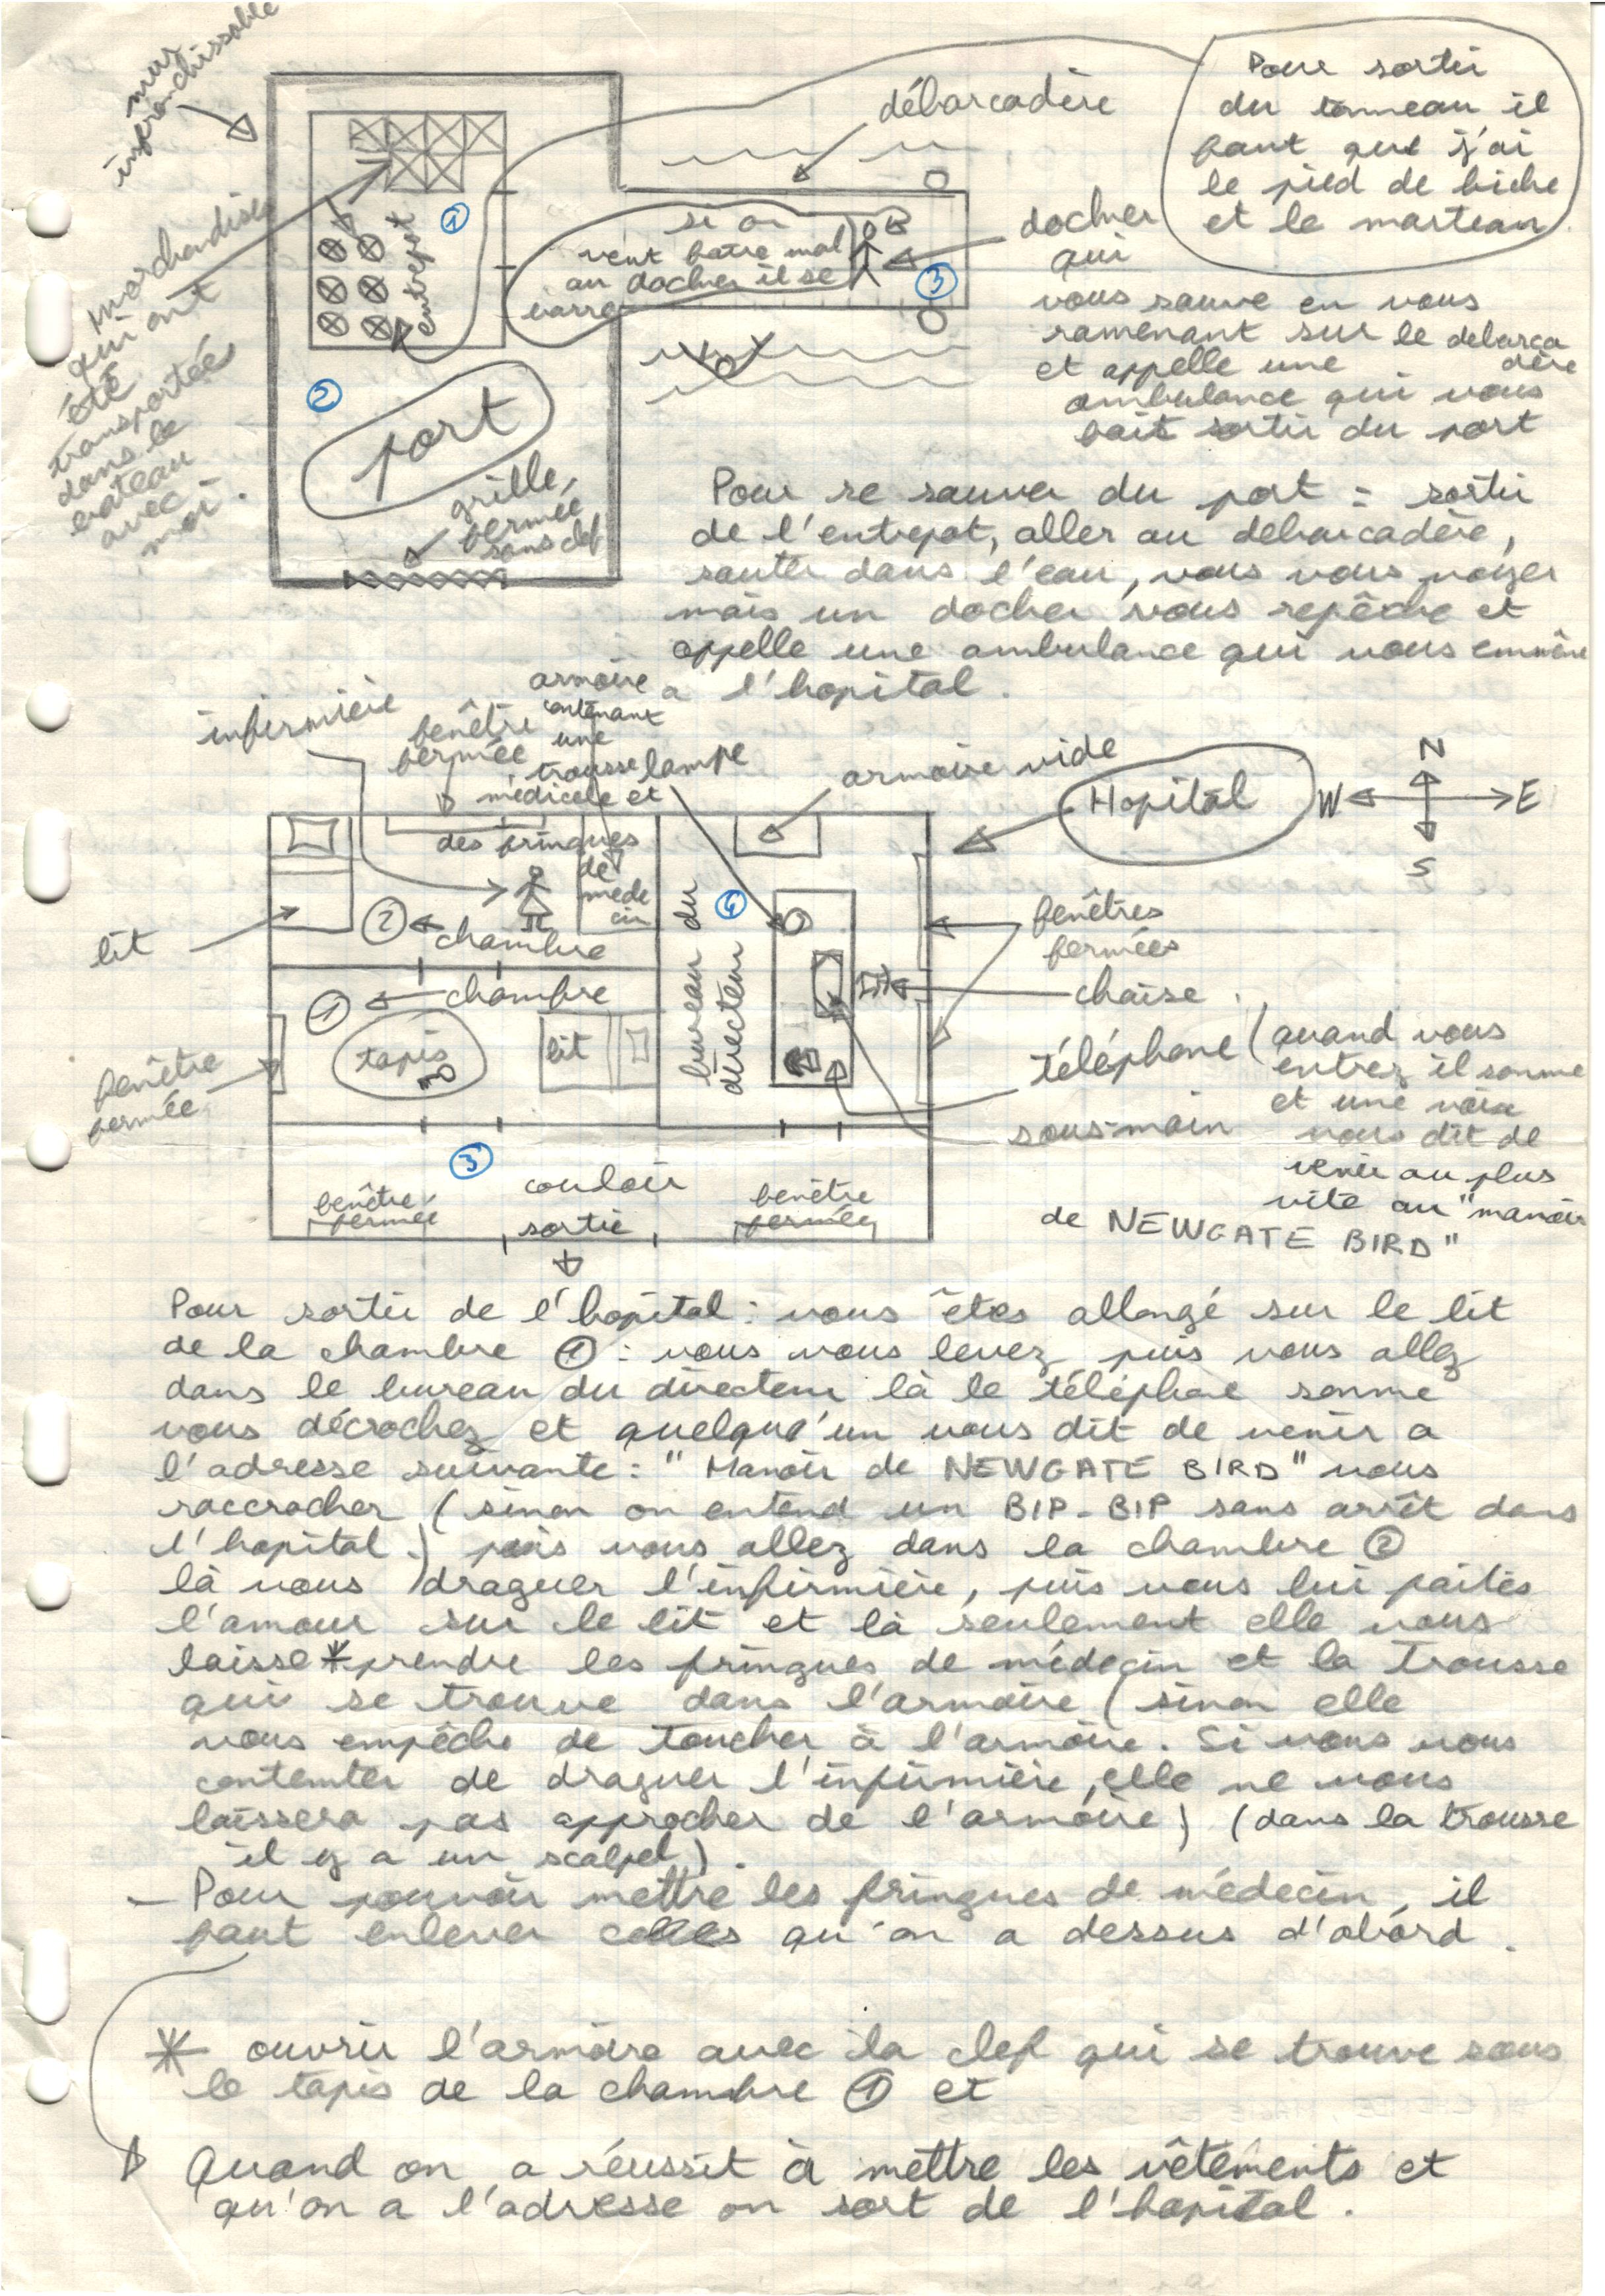 murs
infranchissable
débarcadère
Pour sortir
du tonneau il
faut que j'ai
le pied de biche
et le marteau
marchandises
qui ont
été
transportées
dans le
bateau
avec
moi.
entrepot
1
si on
veut faire mal
au docker il se
barre
3
docker
qui
vous sauve en vous
ramenant sur le debarca
dère
et appelle une
ambulance qui vous
fait sortir du port
2
port
grille,
fermée
sans clef
Pour se sauver du port = sortir
de l'entrepot, aller au debarcadère,
sauter dans l'eau, vous vous noyer
mais un docker vous repêche et
appelle une ambulance qui vous emmène
a l'hopital.
infirmière
fenêtre
fermée
armoire
contenant
une
trousse
médicale et
des fringues
de
mede
cin
lampe
armoire vide
Hopital
N
W
E
S
lit
2
chambre
1
chambre
tapis
lit
bureau du
directeur
4
fenêtres
fermées
chaise.
fenêtre
fermée
téléphone (quand vous
entrez il sonne
et une voix
vous dit de
venir au plus
vite au "manoir
de NEWGATE BIRD"
sous-main
3
couloir
fenêtre
fermée
sortie
fenêtre
fermée
Pour sortir de l'hopital : vous êtes allongé sur le lit
de la chambre 1 : vous vous levez puis vous allez
dans le bureau du directeur là le téléphone sonne
vous décrochez et quelqu'un vous dit de venir a
l'adresse suivante : "Manoir de NEWGATE BIRD" vous
raccrocher (sinon on entend un BIP-BIP sans arrêt dans
l'hopital.) puis vous allez dans la chambre 2
là vous draguer l'infirmière, puis vous lui faites
l'amour sur le lit et là seulement elle vous
laisse * prendre les fringues de médecin et la trousse
qui se trouve dans l'armoire (sinon elle
vous empêche de toucher à l'armoire. Si vous vous
contenter de draguer l'infirmière, elle ne vous
laissera pas approcher de l'armoire) (dans la trousse
il y a un scalpel).
- Pour pouvoir mettre les fringues de médecin, il
faut enlever celles qu'on a dessus d'abord.
* ouvrir l'armoire avec la clef qui se trouve sous
le tapis de la chambre 1 et
Quand on a réussit à mettre les vêtements et
qu'on a l'adresse on sort de l'hopital.